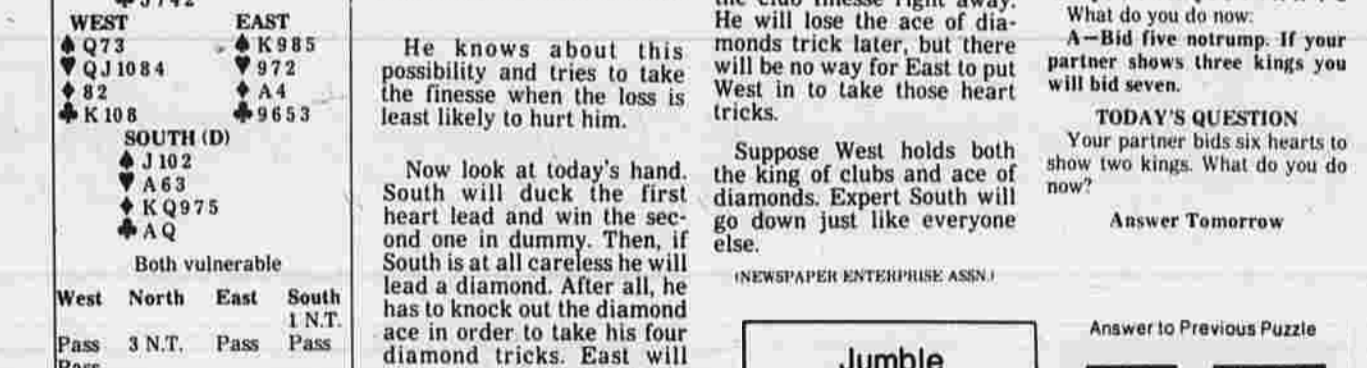 J742
WEST EAST
♠ Q73 ♠ K985
♥ QJ1084 ♥ 972
♦ 82 ♦ A4
♣ K108 ♣ 9653
SOUTH (D)
♠ J102
♥ A63
♦ KQ975
♣ AQ
Both vulnerable
West North East South
1 N.T.
Pass 3 N.T. Pass Pass
Pass
He knows about this
possibility and tries to take
the finesse when the loss is
least likely to hurt him.
Now look at today's hand.
South will duck the first
heart lead and win the sec-
ond one in dummy. Then, if
South is at all careless he will
lead a diamond. After all, he
has to knock out the diamond
ace in order to take his four
diamond tricks. East will
the club finesse right away.
He will lose the ace of dia-
monds trick later, but there
will be no way for East to put
West in to take those heart
tricks.
Suppose West holds both
the king of clubs and ace of
diamonds. Expert South will
go down just like everyone
else.
(NEWSPAPER ENTERPRISE ASSN.)
Jumble
What do you do now.
A—Bid five notrump. If your
partner shows three kings you
will bid seven.
TODAY'S QUESTION
Your partner bids six hearts to
show two kings. What do you do
now?
Answer Tomorrow
Answer to Previous Puzzle